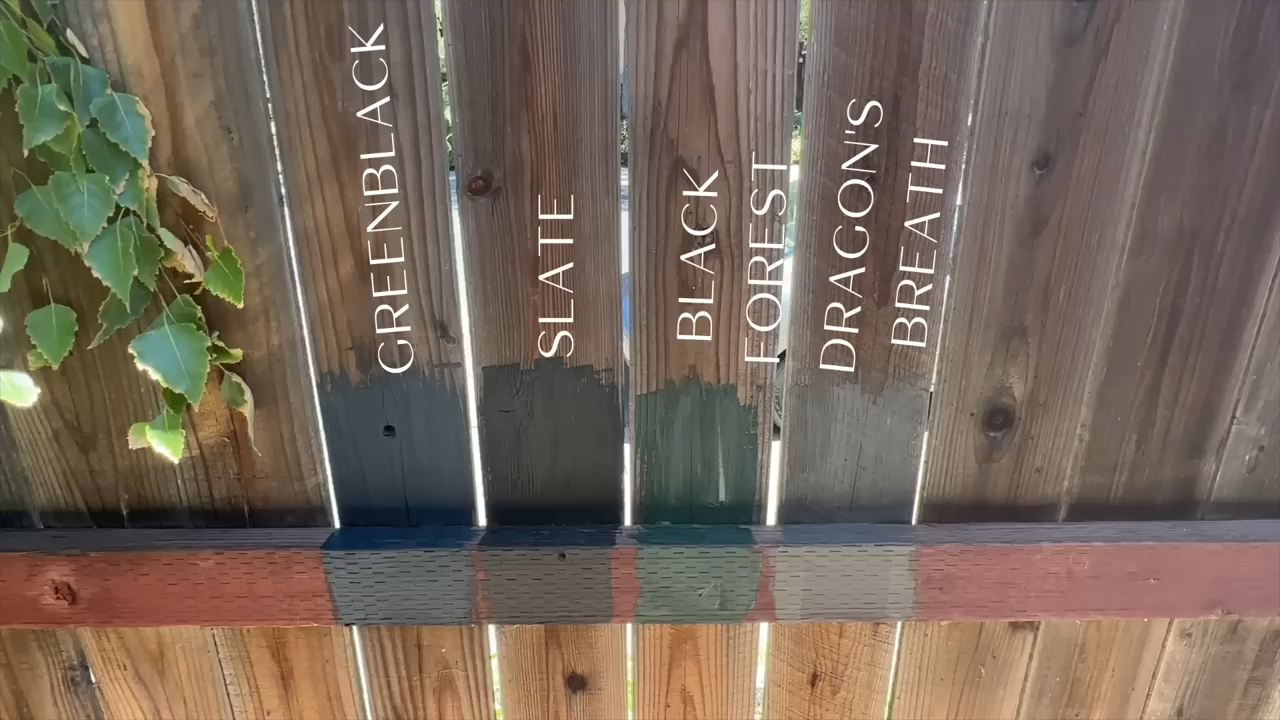 GREENBLACK
SLATE
BLACK
FOREST
DRAGON'S
BREATH